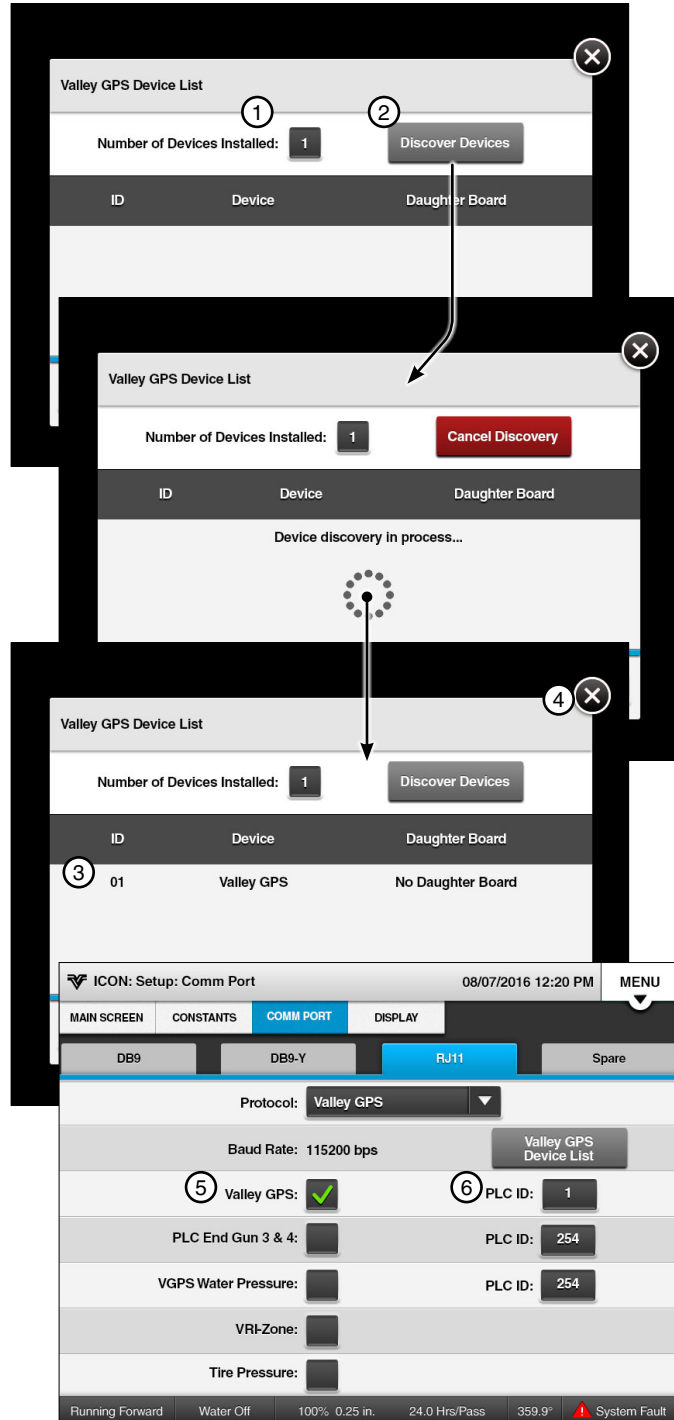 Valley GPS Device List
1 2
Number of Devices Installed: 1 Discover Devices
ID Device Daughter Board
Valley GPS Device List
Number of Devices Installed: 1 Cancel Discovery
ID Device Daughter Board
Device discovery in process...
4
Valley GPS Device List
Number of Devices Installed: 1 Discover Devices
ID Device Daughter Board
3 01 Valley GPS No Daughter Board
ICON: Setup: Comm Port 08/07/2016 12:20 PM MENU
MAIN SCREEN CONSTANTS COMM PORT DISPLAY
DB9 DB9-Y RJ11 Spare
Protocol: Valley GPS
Baud Rate: 115200 bps Valley GPS
Device List
5 Valley GPS: 6 PLC ID: 1
PLC End Gun 3 & 4: PLC ID: 254
VGPS Water Pressure: PLC ID: 254
VRI-Zone:
Tire Pressure:
Running Forward Water Off 100% 0.25 in. 24.0 Hrs/Pass 359.9° System Fault